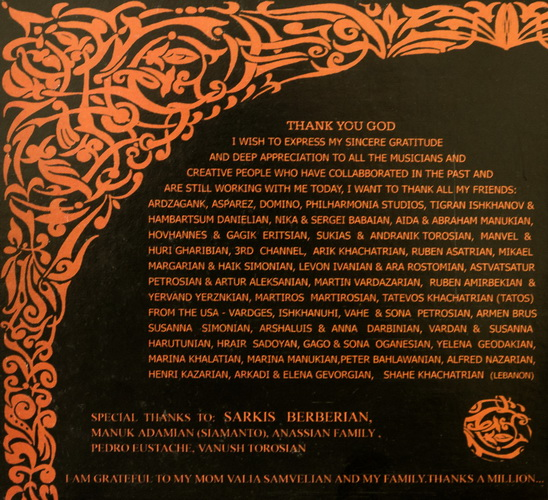 THANK YOU GOD
I WISH TO EXPRESS MY SINCERE GRATITUDE
AND DEEP APPRECIATION TO ALL THE MUSICIANS AND
CREATIVE PEOPLE WHO HAVE COLLABBORATED IN THE PAST AND
ARE STILL WORKING WITH ME TODAY, I WANT TO THANK ALL MY FRIENDS:
ARDZAGANK, ASPAREZ, DOMINO, PHILHARMONIA STUDIOS, TIGRAN ISHKHANOV &
HAMBARTSUM DANIELIAN, NIKA & SERGEI BABAIAN, AIDA & ABRAHAM MANUKIAN,
HOVHANNES & GAGIK ERITSIAN, SUKIAS & ANDRANIK TOROSIAN, MANVEL &
HURI GHARIBIAN, 3RD CHANNEL, ARIK KHACHATRIAN, RUBEN ASATRIAN, MIKAEL
MARGARIAN & HAIK SIMONIAN, LEVON IVANIAN & ARA ROSTOMIAN, ASTVATSATUR
PETROSIAN & ARTUR ALEKSANIAN, MARTIN VARDAZARIAN, RUBEN AMIRBEKIAN &
YERVAND YERZNKIAN, MARTIROS MARTIROSIAN, TATEVOS KHACHATRIAN (TATOS)
FROM THE USA - VARDGES, ISHKHANUHI, VAHE & SONA PETROSIAN, ARMEN BRUS
SUSANNA SIMONIAN, ARSHALUIS & ANNA DARBINIAN, VARDAN & SUSANNA
HARUTUNIAN, HRAIR SADOYAN, GAGO & SONA OGANESIAN, YELENA GEODAKIAN,
MARINA KHALATIAN, MARINA MANUKIAN,PETER BAHLAWANIAN, ALFRED NAZARIAN,
HENRI KAZARIAN, ARKADI & ELENA GEVORGIAN, SHAHE KHACHATRIAN (LEBANON)
SPECIAL THANKS TO: SARKIS BERBERIAN,
MANUK ADAMIAN (SIAMANTO), ANASSIAN FAMILY ,
PEDRO EUSTACHE, VANUSH TOROSIAN
I AM GRATEFUL TO MY MOM VALIA SAMVELIAN AND MY FAMILY.THANKS A MILLION...